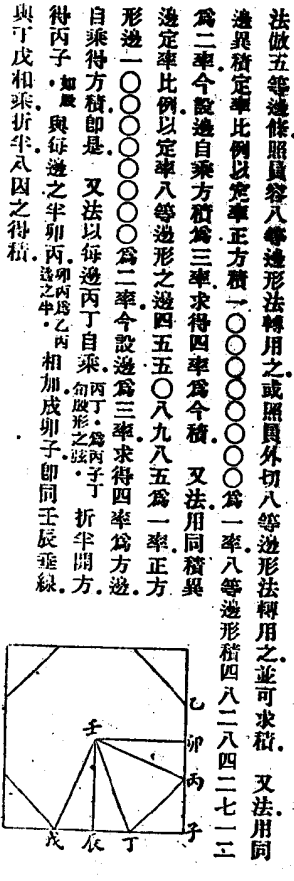 法倣五等邊條照員容八等邊形法轉用之或照員外切八等邊形法轉用之並可求積 又法用同
邊異積定率比例以定率正方積一〇〇〇〇〇〇〇〇爲一率八等邊形積四八二八四二七一二
爲二率今設邊自乘方積爲三率求得四率爲今積 又法用同積異
邊定率比例以定率八等邊形之邊四五五〇八九八五爲一率正方
形邊一〇〇〇〇〇〇〇〇爲二率今設邊爲三率求得四率爲方邊
自乘得方積卽是 又法以每邊丙丁自乘丙丁爲丙子丁句股形之弦折半開方
得丙子如股與每邊之半卯丙卯丙爲乙丙邊之半相加成卯子卽同壬辰垂線
與丁戊相乘折半八因之得積
乙
卯
丙
子
壬
戊
辰
丁